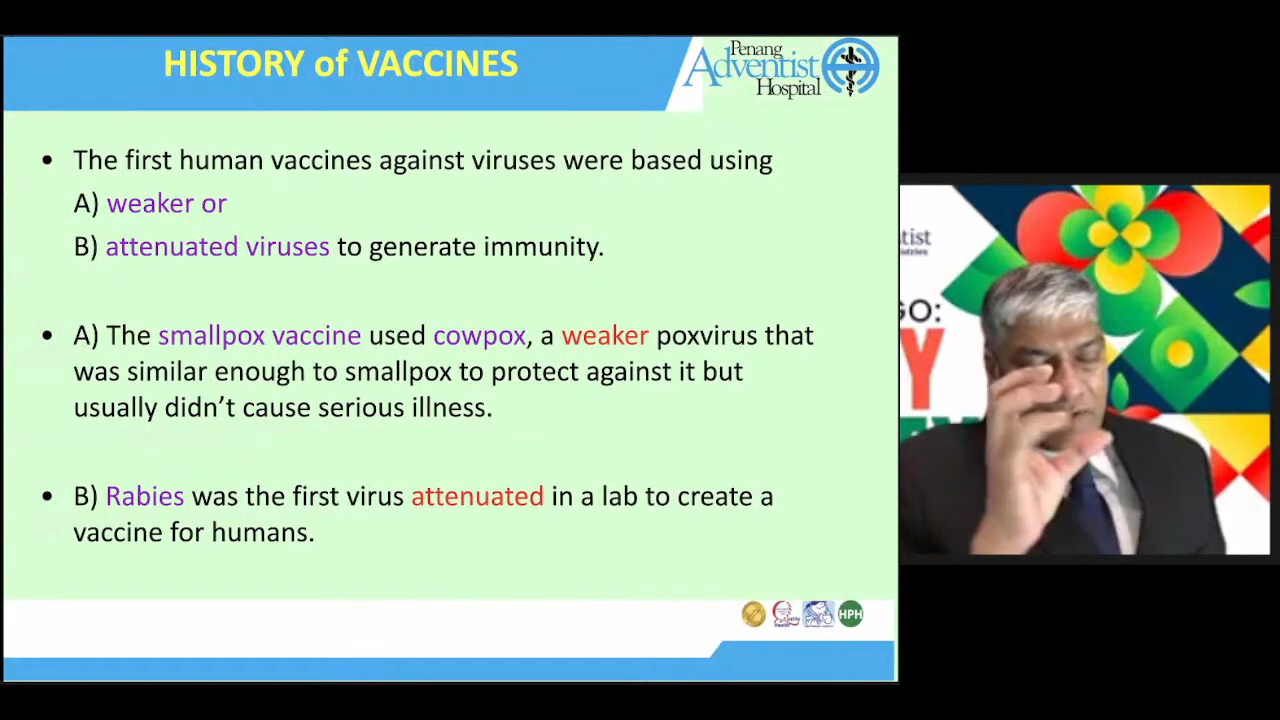 HISTORY of VACCINES
Penang
Adventist
Hospital
• The first human vaccines against viruses were based using
A) weaker or
B) attenuated viruses to generate immunity.
• A) The smallpox vaccine used cowpox, a weaker poxvirus that
was similar enough to smallpox to protect against it but
usually didn’t cause serious illness.
• B) Rabies was the first virus attenuated in a lab to create a
vaccine for humans.
HPH
tist
GO:
Y